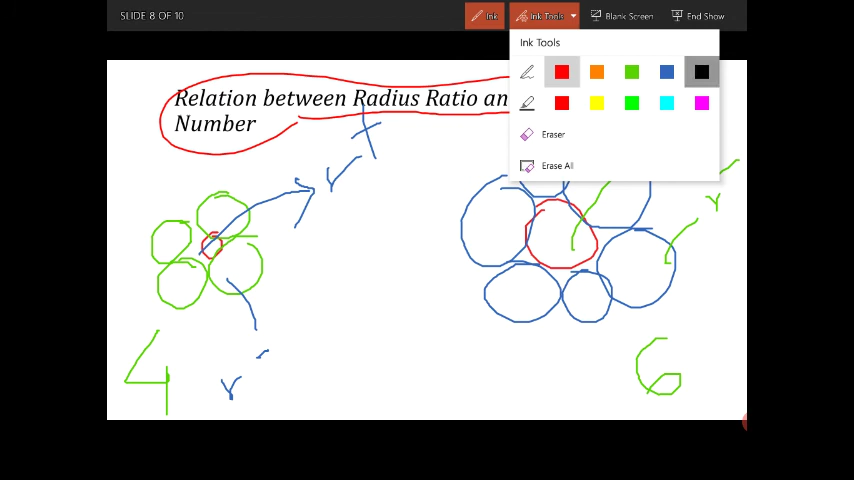 SLIDE 8 OF 10
Ink
Ink Tools
Blank Screen
End Show
Ink Tools
Eraser
Erase All
Relation between Radius Ratio an
Number
r+
r-
r-
4
6